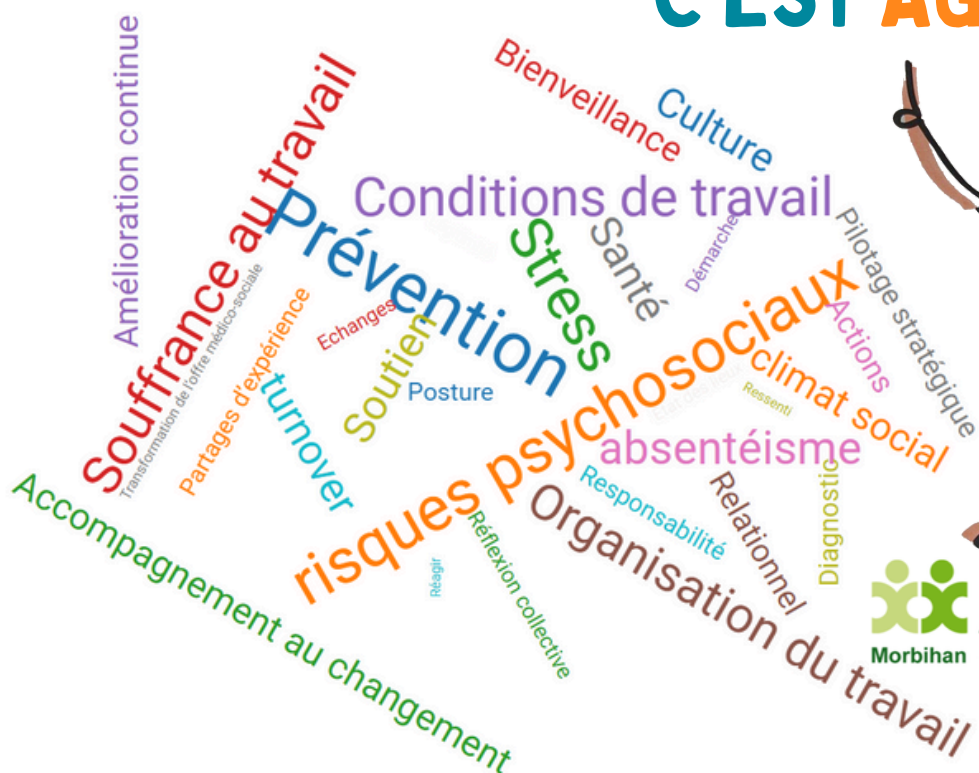 C'EST AG
Amélioration continue
Bienveillance
Culture
Souffrance au travail
Conditions de travail
Prévention
Stress
Santé
Démarche
Pilotage stratégique
Transformation de l'offre médico-sociale
Partages d'expérience
Echanges
Soutien
Posture
turnover
risques psychosociaux
Actions
climat social
Ressenti
absentéisme
Responsabilité
Relationnel
Diagnostic
Organisation du travail
Réflexion collective
Réagir
Accompagnement au changement
Morbihan